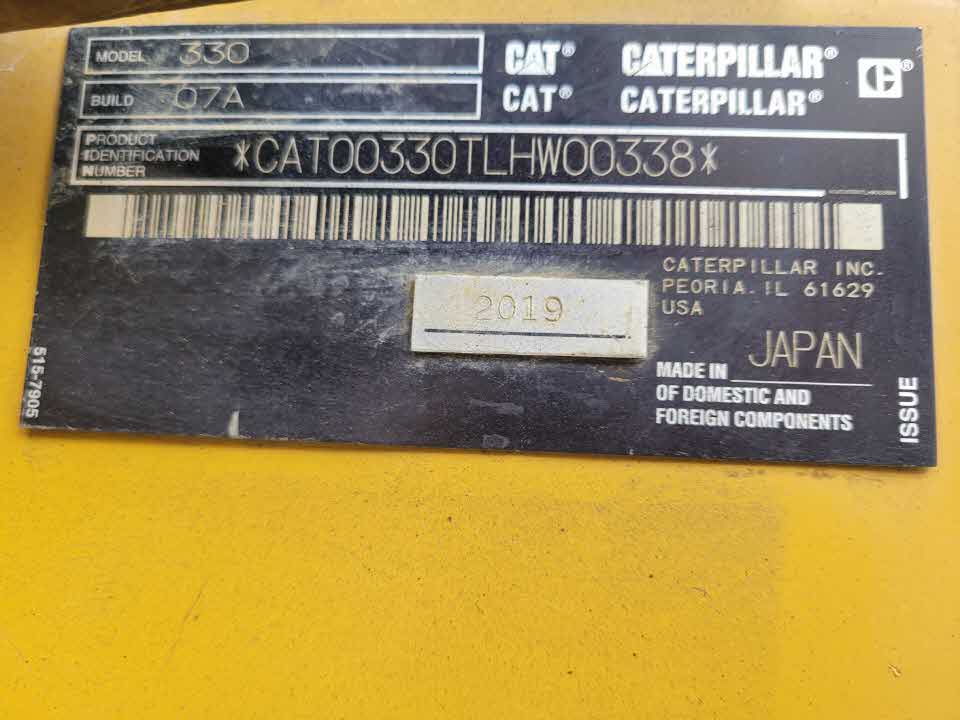 MODEL 330
BUILD 07A
CAT® CATERPILLAR®
CAT® CATERPILLAR®
C®
PRODUCT
IDENTIFICATION
NUMBER
*CAT00330TLHW00338*
CATERPILLAR INC.
PEORIA. IL 61629
USA
2019
MADE IN JAPAN
OF DOMESTIC AND
FOREIGN COMPONENTS
515-7905
ISSUE